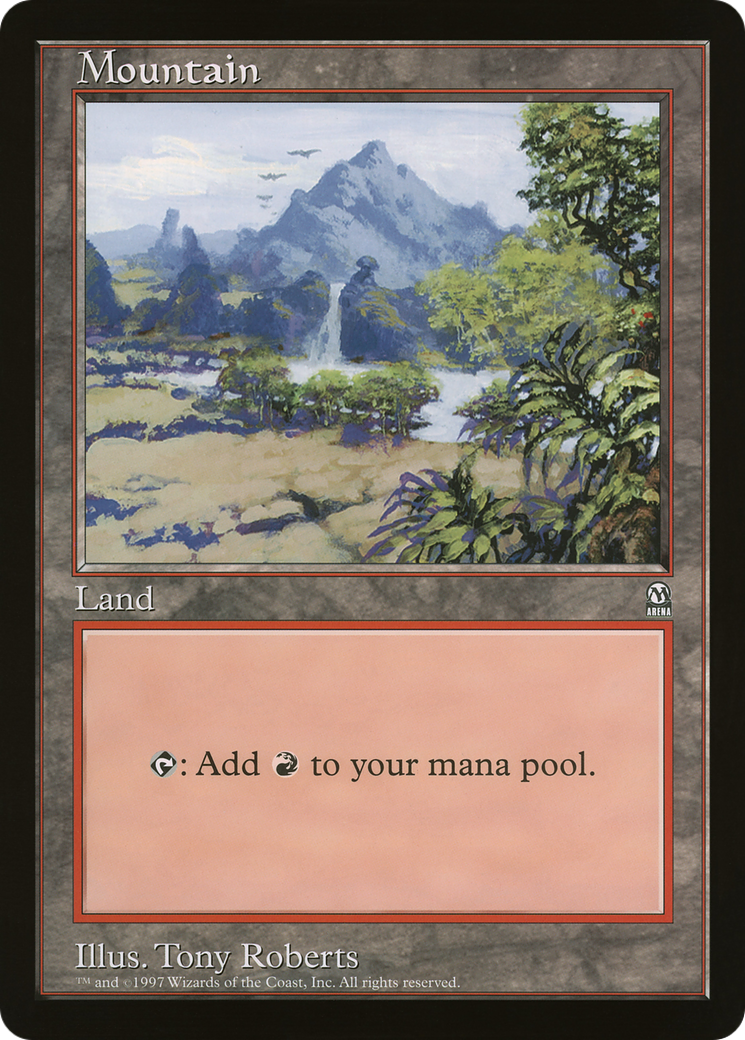 Mountain
Land
ARENA
: Add to your mana pool.
Illus. Tony Roberts
™ and ©1997 Wizards of the Coast, Inc. All rights reserved.